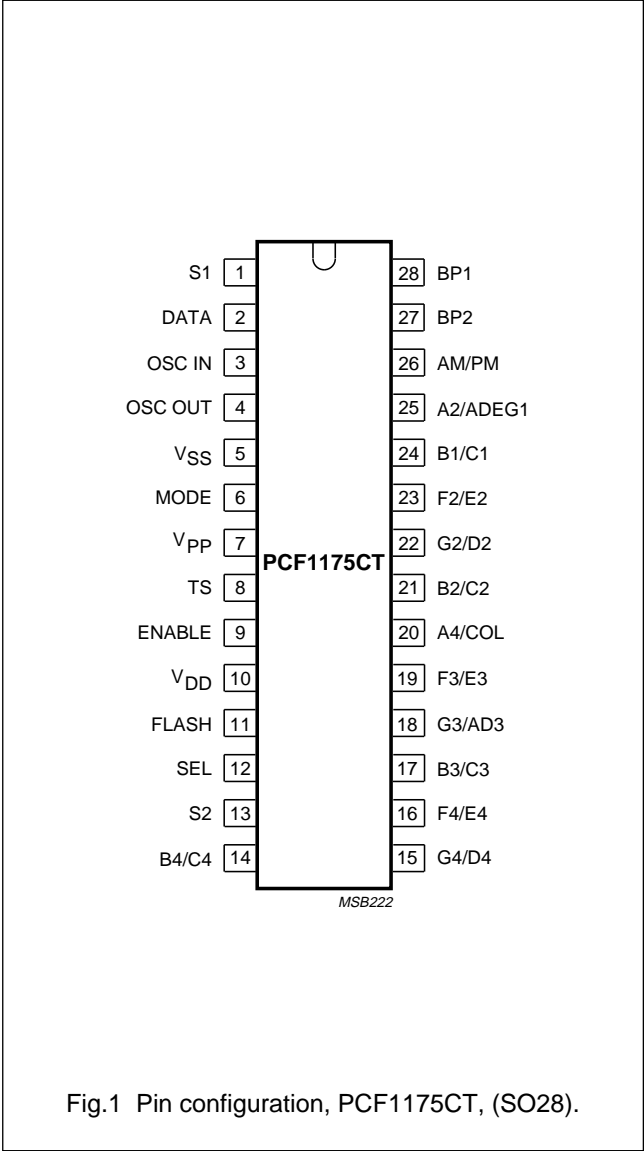 S1 1 28 BP1
DATA 2 27 BP2
OSC IN 3 26 AM/PM
OSC OUT 4 25 A2/ADEG1
VSS 5 24 B1/C1
MODE 6 23 F2/E2
VPP 7 22 G2/D2
PCF1175CT
TS 8 21 B2/C2
ENABLE 9 20 A4/COL
VDD 10 19 F3/E3
FLASH 11 18 G3/AD3
SEL 12 17 B3/C3
S2 13 16 F4/E4
B4/C4 14 15 G4/D4
MSB222
Fig.1 Pin configuration, PCF1175CT, (SO28).